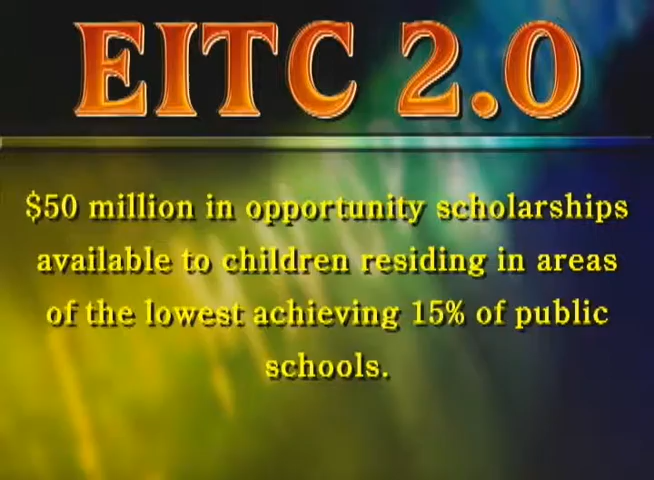 EITC 2.0
$50 million in opportunity scholarships
available to children residing in areas
of the lowest achieving 15% of public
schools.